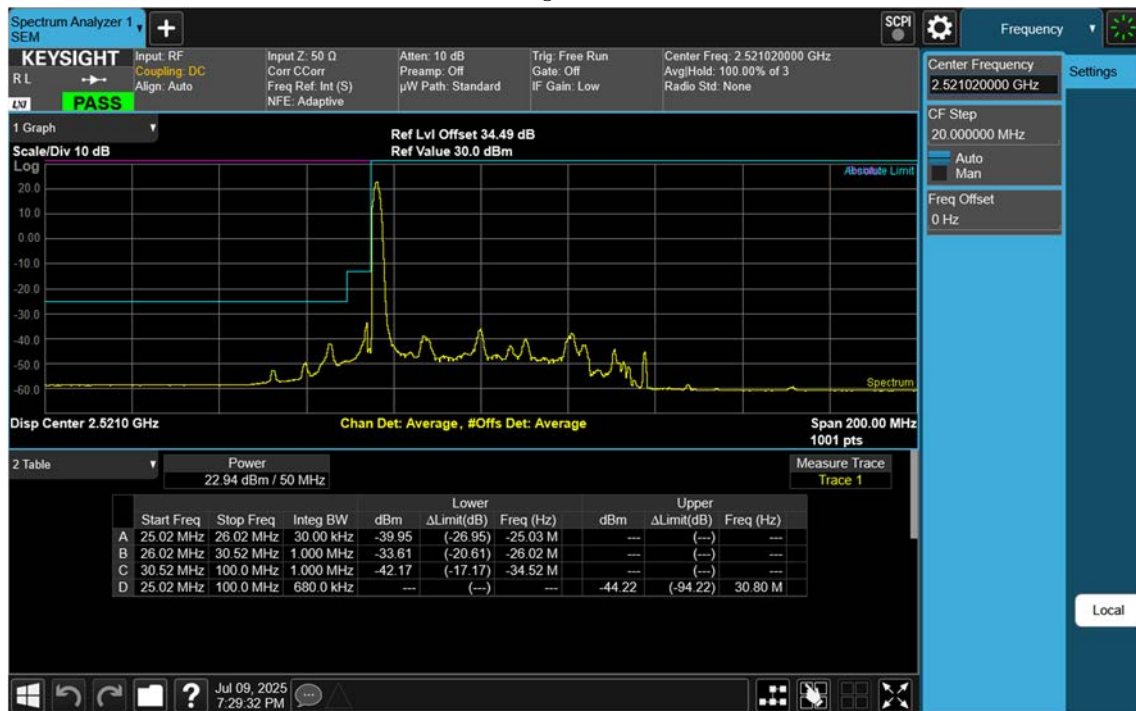 Spectrum Analyzer 1
SEM
SCPI
Frequency
KEYSIGHT
RL
LXI
PASS
Input: RF
Coupling: DC
Align: Auto
Input Z: 50 Ω
Corr CCorr
Freq Ref: Int (S)
NFE: Adaptive
Atten: 10 dB
Preamp: Off
µW Path: Standard
Trig: Free Run
Gate: Off
IF Gain: Low
Center Freq: 2.521020000 GHz
Avg|Hold: 100.00% of 3
Radio Std: None
Center Frequency
2.521020000 GHz
Settings
CF Step
20.000000 MHz
Auto
Man
Freq Offset
0 Hz
1 Graph
Scale/Div 10 dB
Ref Lvl Offset 34.49 dB
Ref Value 30.0 dBm
Log
Absolute Limit
20.0
10.0
0.00
-10.0
-20.0
-30.0
-40.0
-50.0
-60.0
Spectrum
Disp Center 2.5210 GHz
Chan Det: Average, #Offs Det: Average
Span 200.00 MHz
1001 pts
2 Table
Power
22.94 dBm / 50 MHz
Measure Trace
Trace 1
Lower Upper
Start Freq Stop Freq Integ BW dBm ΔLimit(dB) Freq (Hz) dBm ΔLimit(dB) Freq (Hz)
A 25.02 MHz 26.02 MHz 30.00 kHz -39.95 (-26.95) -25.03 M --- (---) ---
B 26.02 MHz 30.52 MHz 1.000 MHz -33.61 (-20.61) -26.02 M --- (---) ---
C 30.52 MHz 100.0 MHz 1.000 MHz -42.17 (-17.17) -34.52 M --- (---) ---
D 25.02 MHz 100.0 MHz 680.0 kHz --- (---) --- -44.22 (-94.22) 30.80 M
Local
?
Jul 09, 2025
7:29:32 PM